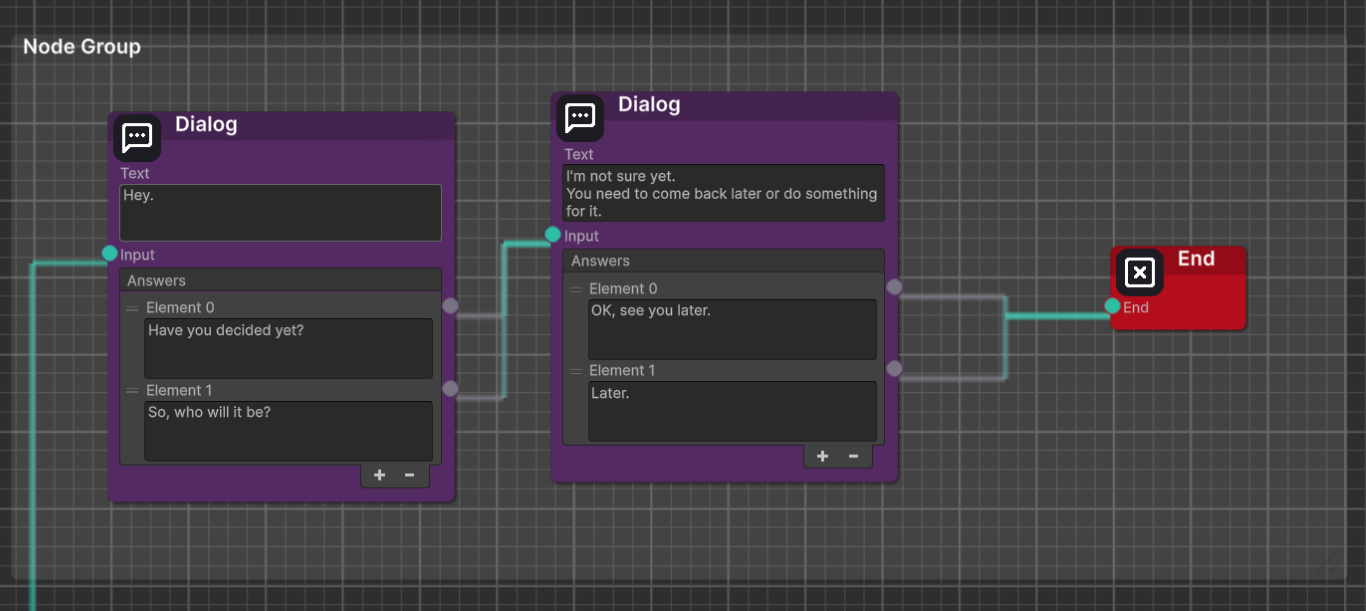 Node Group
Dialog
Text
Hey.
Input
Answers
Element 0
Have you decided yet?
Element 1
So, who will it be?
+ −
Dialog
Text
I'm not sure yet.
You need to come back later or do something
for it.
Input
Answers
Element 0
OK, see you later.
Element 1
Later.
+ −
End
End